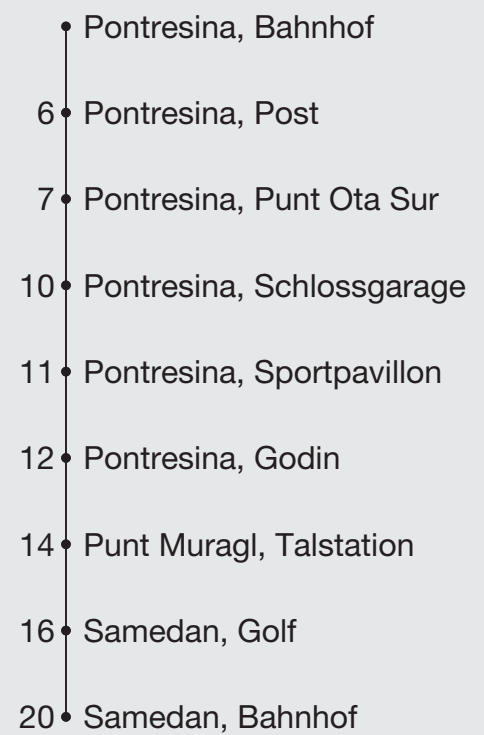 Pontresina, Bahnhof
6 Pontresina, Post
7 Pontresina, Punt Ota Sur
10 Pontresina, Schlossgarage
11 Pontresina, Sportpavillon
12 Pontresina, Godin
14 Punt Muragl, Talstation
16 Samedan, Golf
20 Samedan, Bahnhof